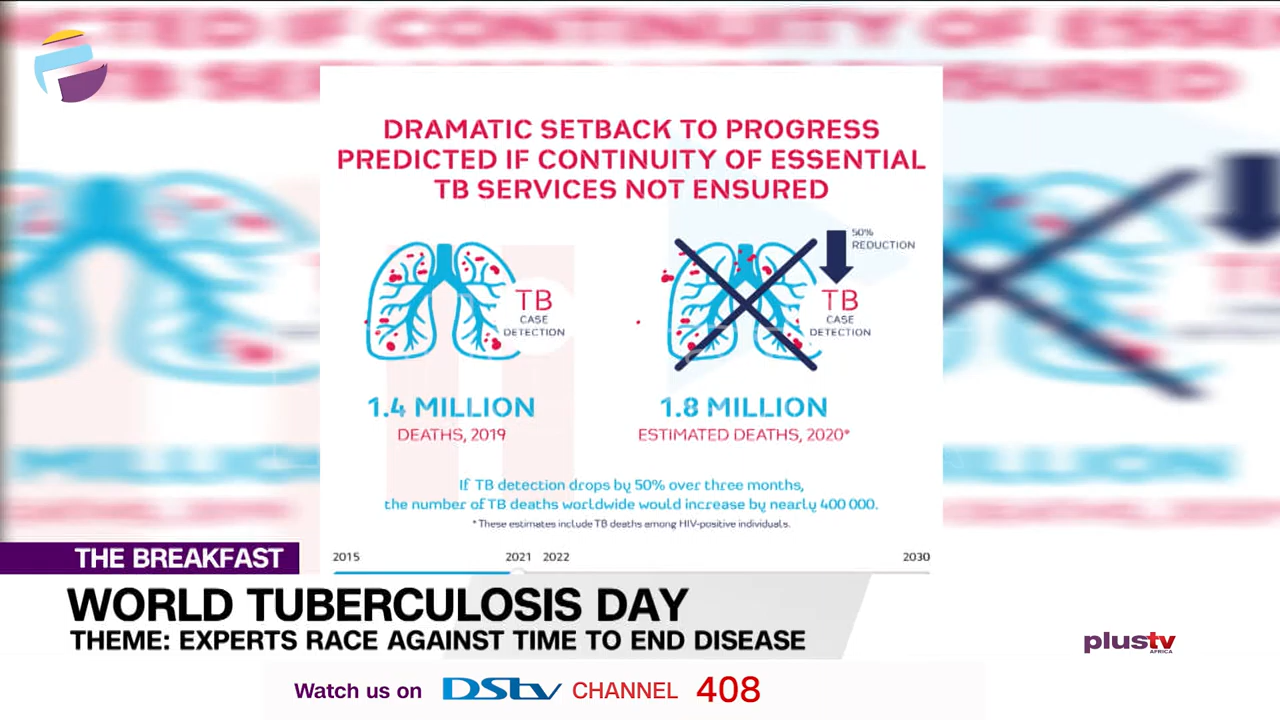 DRAMATIC SETBACK TO PROGRESS
PREDICTED IF CONTINUITY OF ESSENTIAL
TB SERVICES NOT ENSURED
50%
REDUCTION
TB
CASE
DETECTION
TB
CASE
DETECTION
1.4 MILLION
DEATHS, 2019
1.8 MILLION
ESTIMATED DEATHS, 2020*
If TB detection drops by 50% over three months,
the number of TB deaths worldwide would increase by nearly 400 000.
* These estimates include TB deaths among HIV-positive individuals.
2015 2021 2022 2030
THE BREAKFAST
WORLD TUBERCULOSIS DAY
THEME: EXPERTS RACE AGAINST TIME TO END DISEASE
plustv
AFRICA
Watch us on DStv CHANNEL 408